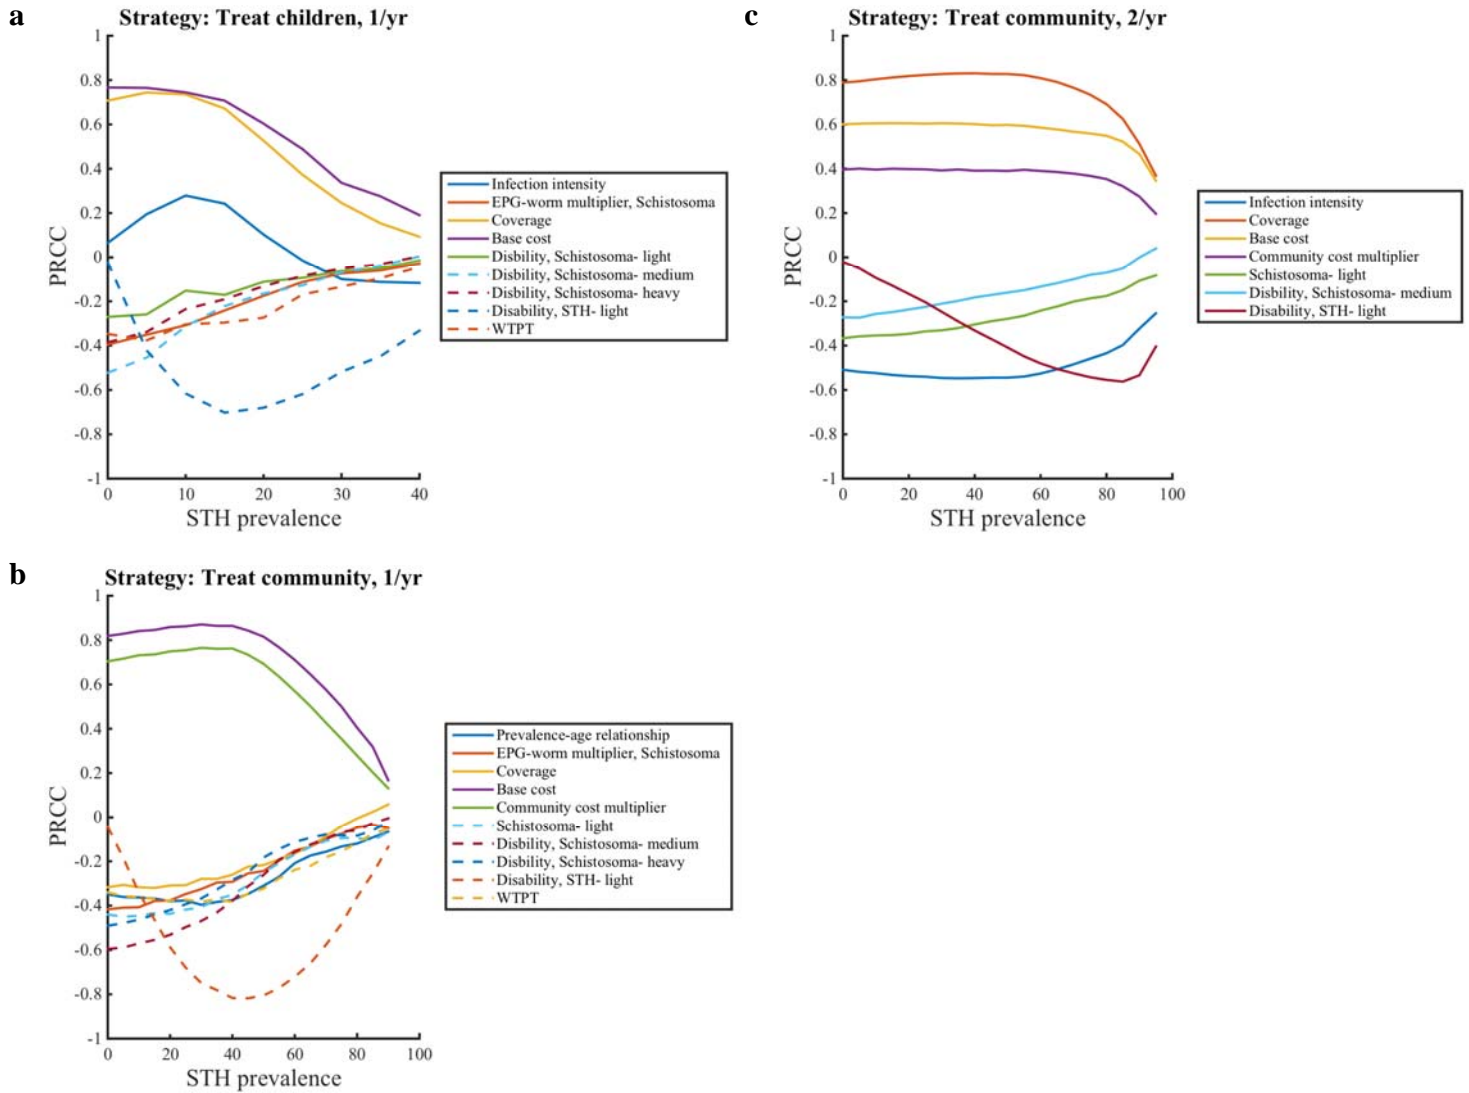 a
Strategy: Treat children, 1/yr
1
0.8
0.6
0.4
0.2
0
-0.2
-0.4
-0.6
-0.8
-1
PRCC
0 10 20 30 40
STH prevalence
Infection intensity
EPG-worm multiplier, Schistosoma
Coverage
Base cost
Disbility, Schistosoma- light
Disbility, Schistosoma- medium
Disbility, Schistosoma- heavy
Disability, STH- light
WTPT
c
Strategy: Treat community, 2/yr
1
0.8
0.6
0.4
0.2
0
-0.2
-0.4
-0.6
-0.8
-1
PRCC
0 20 40 60 80 100
STH prevalence
Infection intensity
Coverage
Base cost
Community cost multiplier
Schistosoma- light
Disbility, Schistosoma- medium
Disability, STH- light
b
Strategy: Treat community, 1/yr
1
0.8
0.6
0.4
0.2
0
-0.2
-0.4
-0.6
-0.8
-1
PRCC
0 20 40 60 80 100
STH prevalence
Prevalence-age relationship
EPG-worm multiplier, Schistosoma
Coverage
Base cost
Community cost multiplier
Schistosoma- light
Disbility, Schistosoma- medium
Disbility, Schistosoma- heavy
Disability, STH- light
WTPT